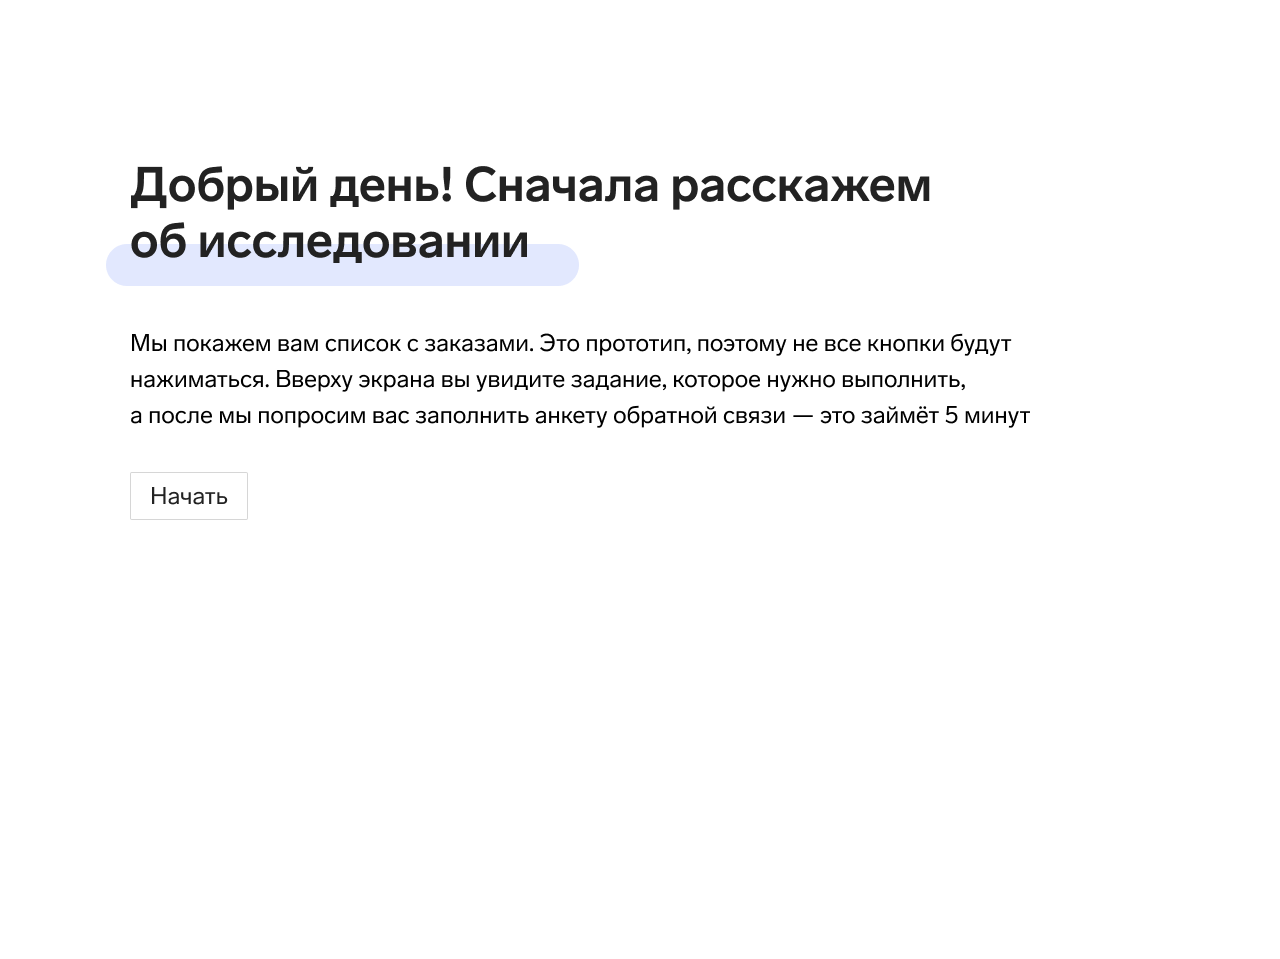 Добрый день! Сначала расскажем
об исследовании
Мы покажем вам список с заказами. Это прототип, поэтому не все кнопки будут
нажиматься. Вверху экрана вы увидите задание, которое нужно выполнить,
а после мы попросим вас заполнить анкету обратной связи — это займёт 5 минут
Начать